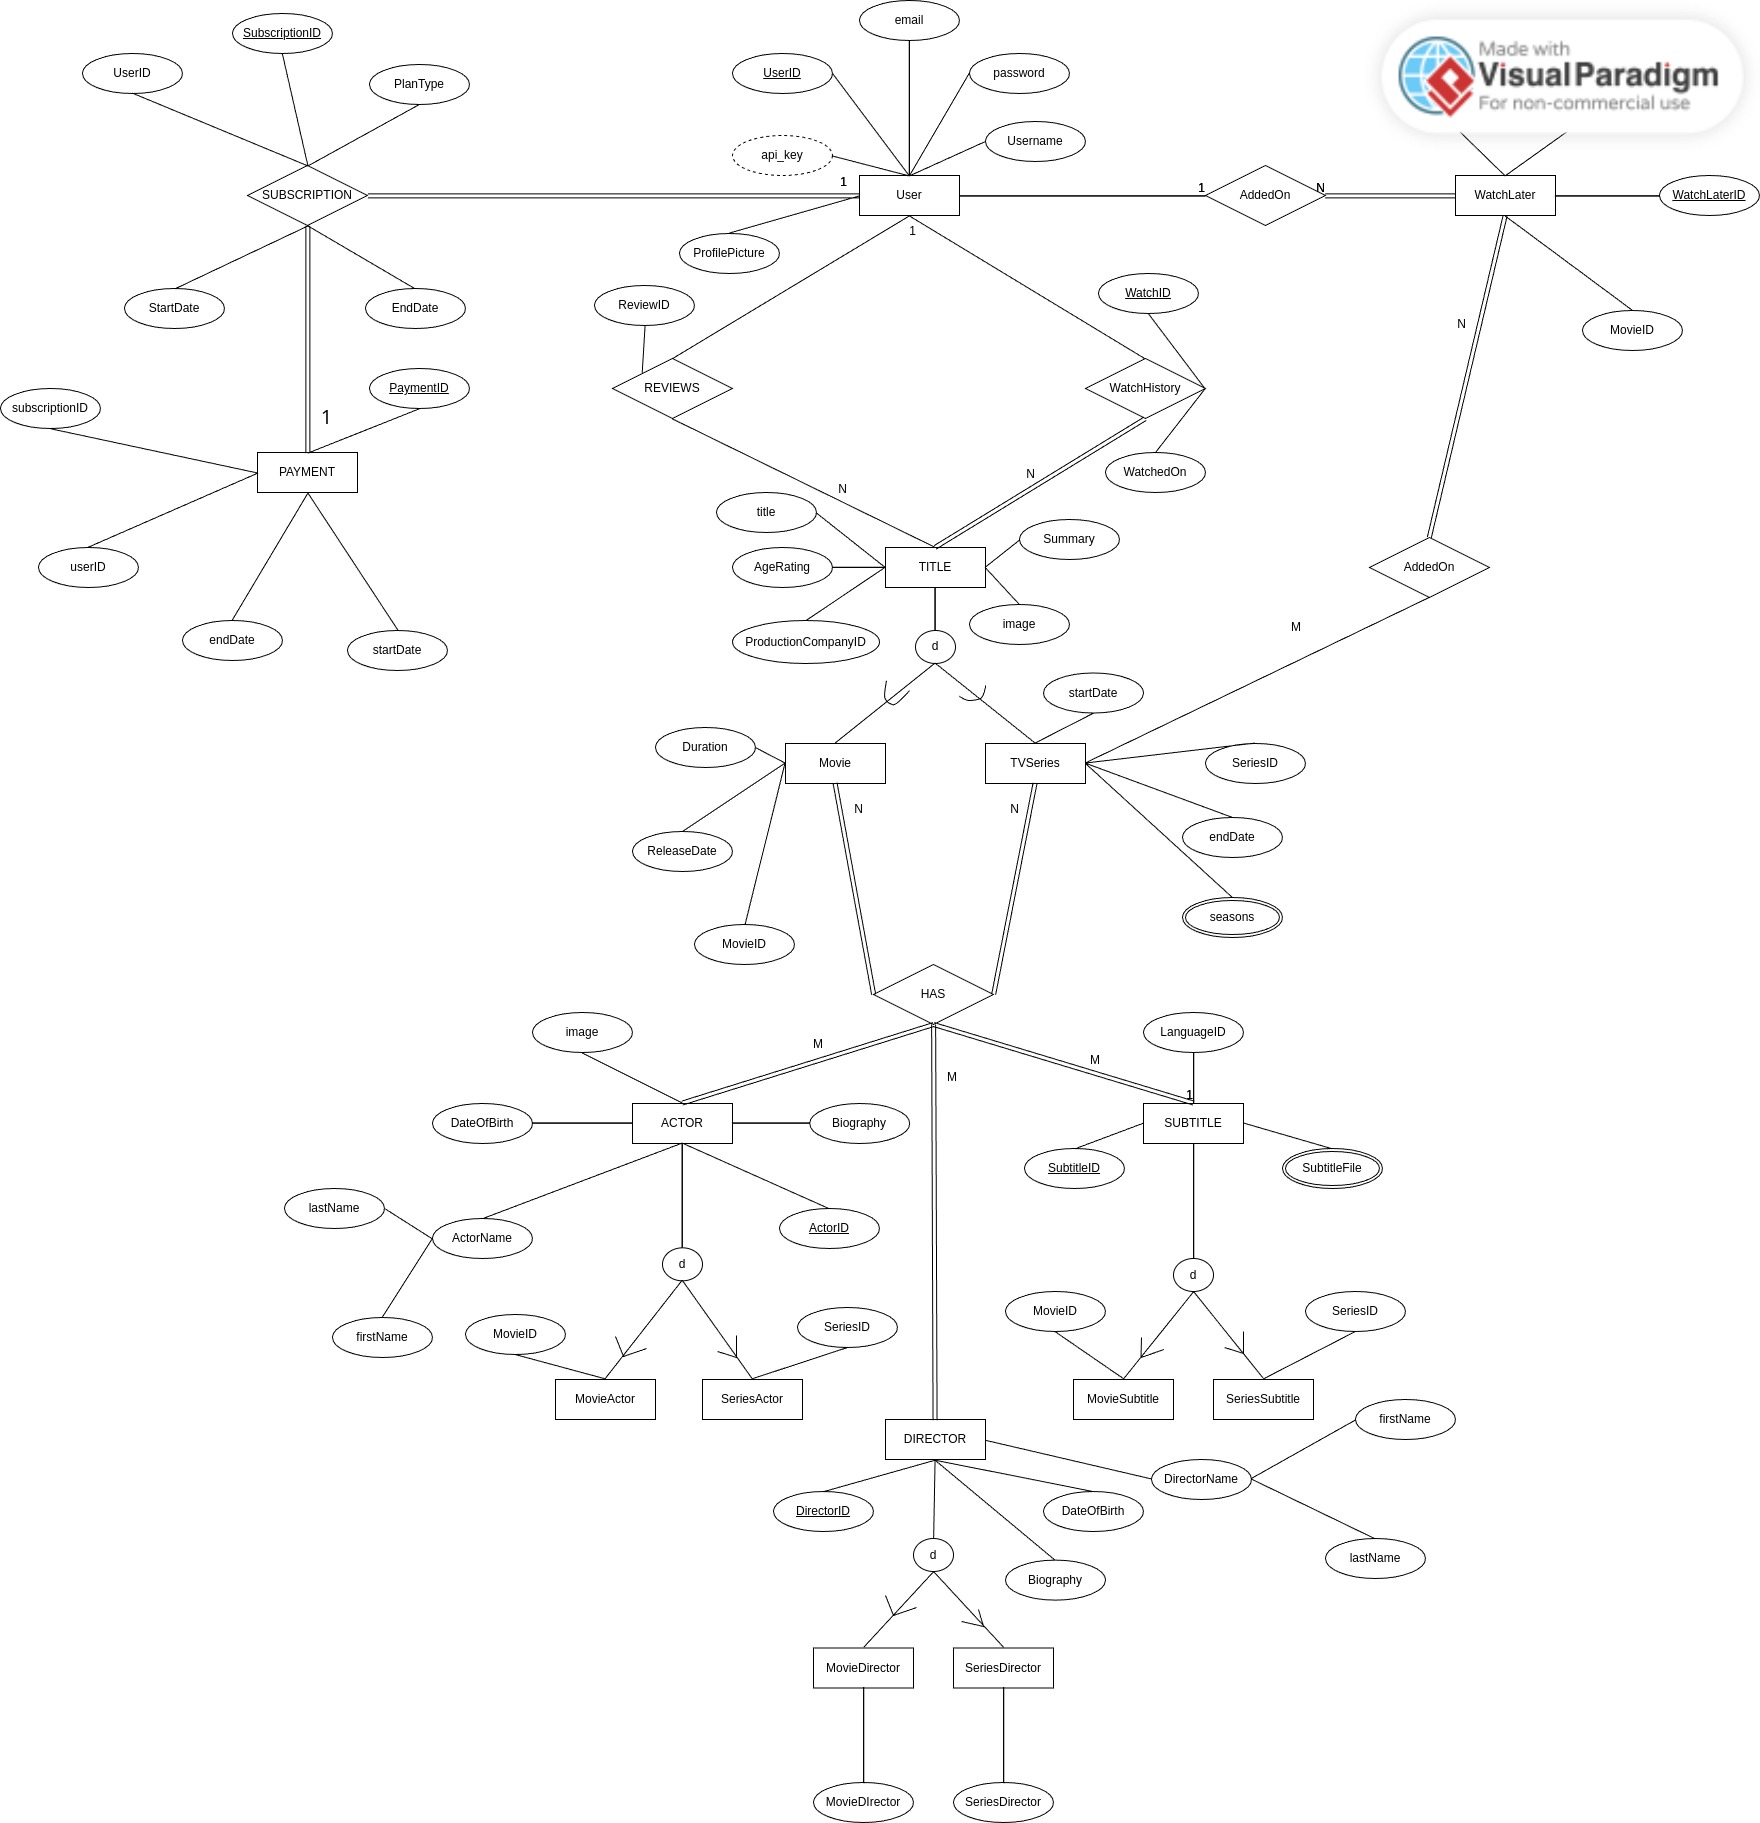 email
SubscriptionID
UserID
PlanType
UserID
password
Made with
Visual Paradigm
For non-commercial use
api_key
Username
SUBSCRIPTION
1
User
1
AddedOn
N
WatchLater
WatchLaterID
1
ProfilePicture
StartDate
EndDate
ReviewID
WatchID
N
MovieID
subscriptionID
PaymentID
1
REVIEWS
WatchHistory
PAYMENT
N
N
WatchedOn
title
Summary
AgeRating
TITLE
AddedOn
userID
ProductionCompanyID
image
M
endDate
startDate
d
startDate
Duration
Movie
TVSeries
SeriesID
N
N
endDate
ReleaseDate
seasons
MovieID
HAS
image
M
M
LanguageID
M
1
DateOfBirth
ACTOR
Biography
SUBTITLE
SubtitleID
SubtitleFile
lastName
ActorName
ActorID
d
d
firstName
MovieID
SeriesID
MovieID
SeriesID
MovieActor
SeriesActor
MovieSubtitle
SeriesSubtitle
DIRECTOR
firstName
DirectorName
DirectorID
DateOfBirth
d
Biography
lastName
MovieDirector
SeriesDirector
MovieDIrector
SeriesDirector